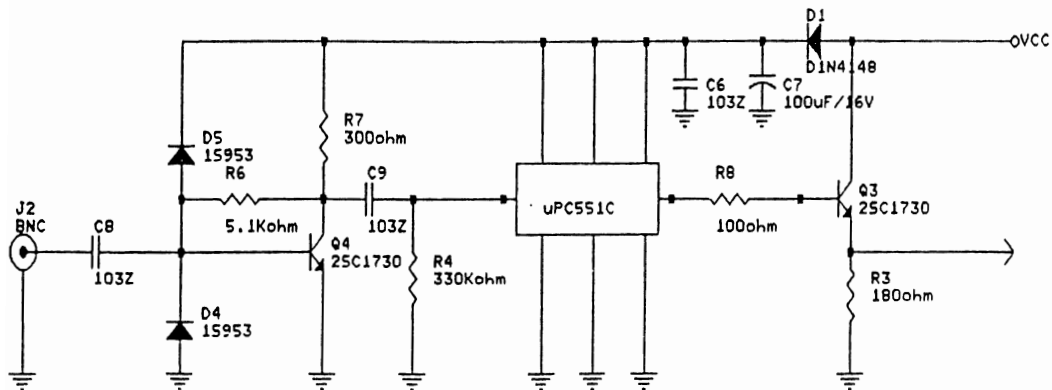 D1
VCC
D1N4148
C6
103Z
C7
100uF/16V
R7
300ohm
D5
1S953
R6
5.1Kohm
C9
103Z
R8
100ohm
Q3
2SC1730
uPC551C
J2
BNC
C8
103Z
Q4
2SC1730
R4
330Kohm
R3
180ohm
D4
1S953